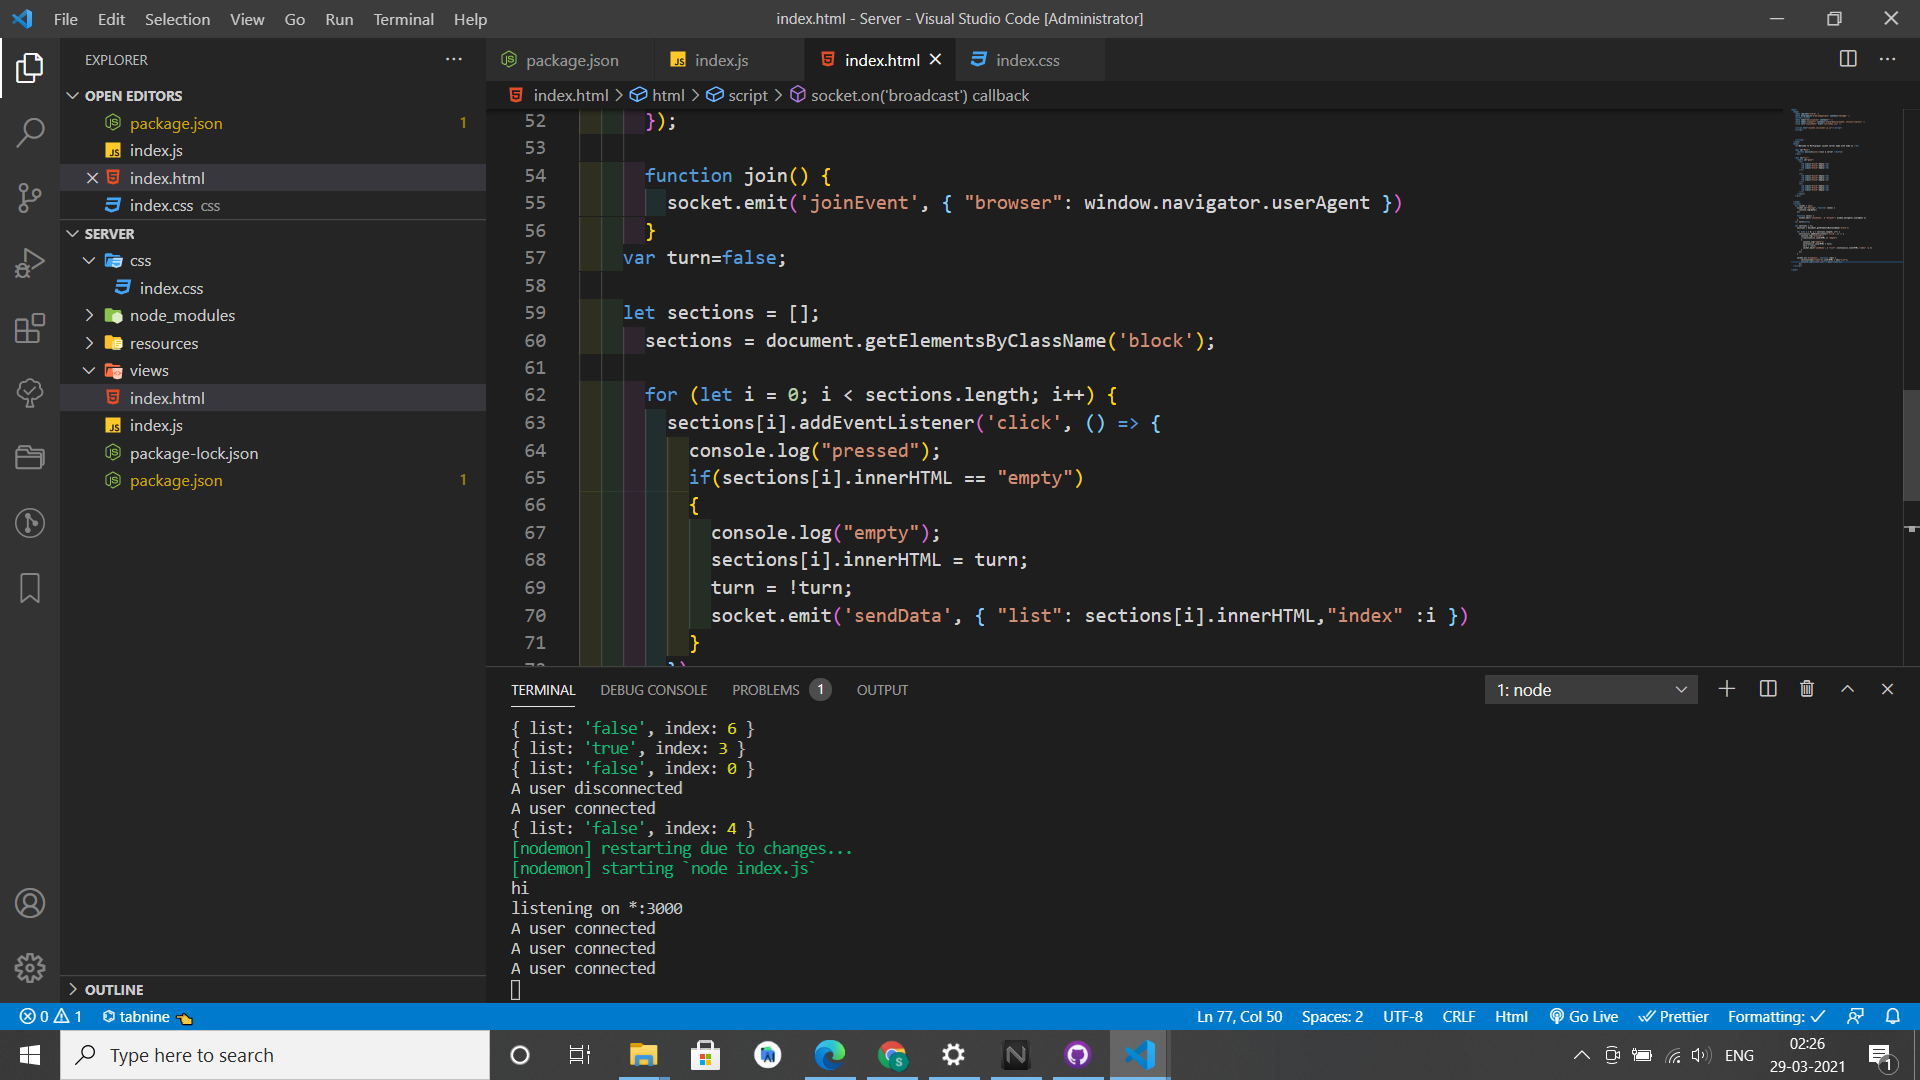 File Edit Selection View Go Run Terminal Help
index.html - Server - Visual Studio Code [Administrator]
EXPLORER
OPEN EDITORS
package.json 1
index.js
index.html
index.css css
SERVER
css
index.css
node_modules
resources
views
index.html
index.js
package-lock.json
package.json 1
OUTLINE
package.json
index.js
index.html
index.css
index.html > html > script > socket.on('broadcast') callback
52 });
53
54 function join() {
55 socket.emit('joinEvent', { "browser": window.navigator.userAgent })
56 }
57 var turn=false;
58
59 let sections = [];
60 sections = document.getElementsByClassName('block');
61
62 for (let i = 0; i < sections.length; i++) {
63 sections[i].addEventListener('click', () => {
64 console.log("pressed");
65 if(sections[i].innerHTML == "empty")
66 {
67 console.log("empty");
68 sections[i].innerHTML = turn;
69 turn = !turn;
70 socket.emit('sendData', { "list": sections[i].innerHTML,"index" :i })
71 }
72 })
TERMINAL DEBUG CONSOLE PROBLEMS 1 OUTPUT
1: node
{ list: 'false', index: 6 }
{ list: 'true', index: 3 }
{ list: 'false', index: 0 }
A user disconnected
A user connected
{ list: 'false', index: 4 }
[nodemon] restarting due to changes...
[nodemon] starting `node index.js`
hi
listening on *:3000
A user connected
A user connected
A user connected
0 1 tabnine
Ln 77, Col 50 Spaces: 2 UTF-8 CRLF Html Go Live Prettier Formatting:
Type here to search
ENG
02:26
29-03-2021
1